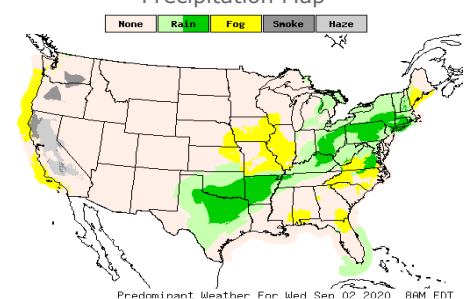 Precipitation Map
None Rain Fog Smoke Haze
Predominant Weather For Wed Sep 02 2020 8AM EDT